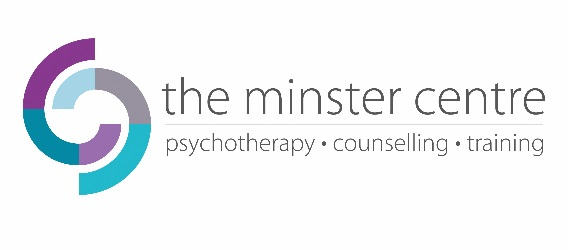 the minster centre
psychotherapy • counselling • training